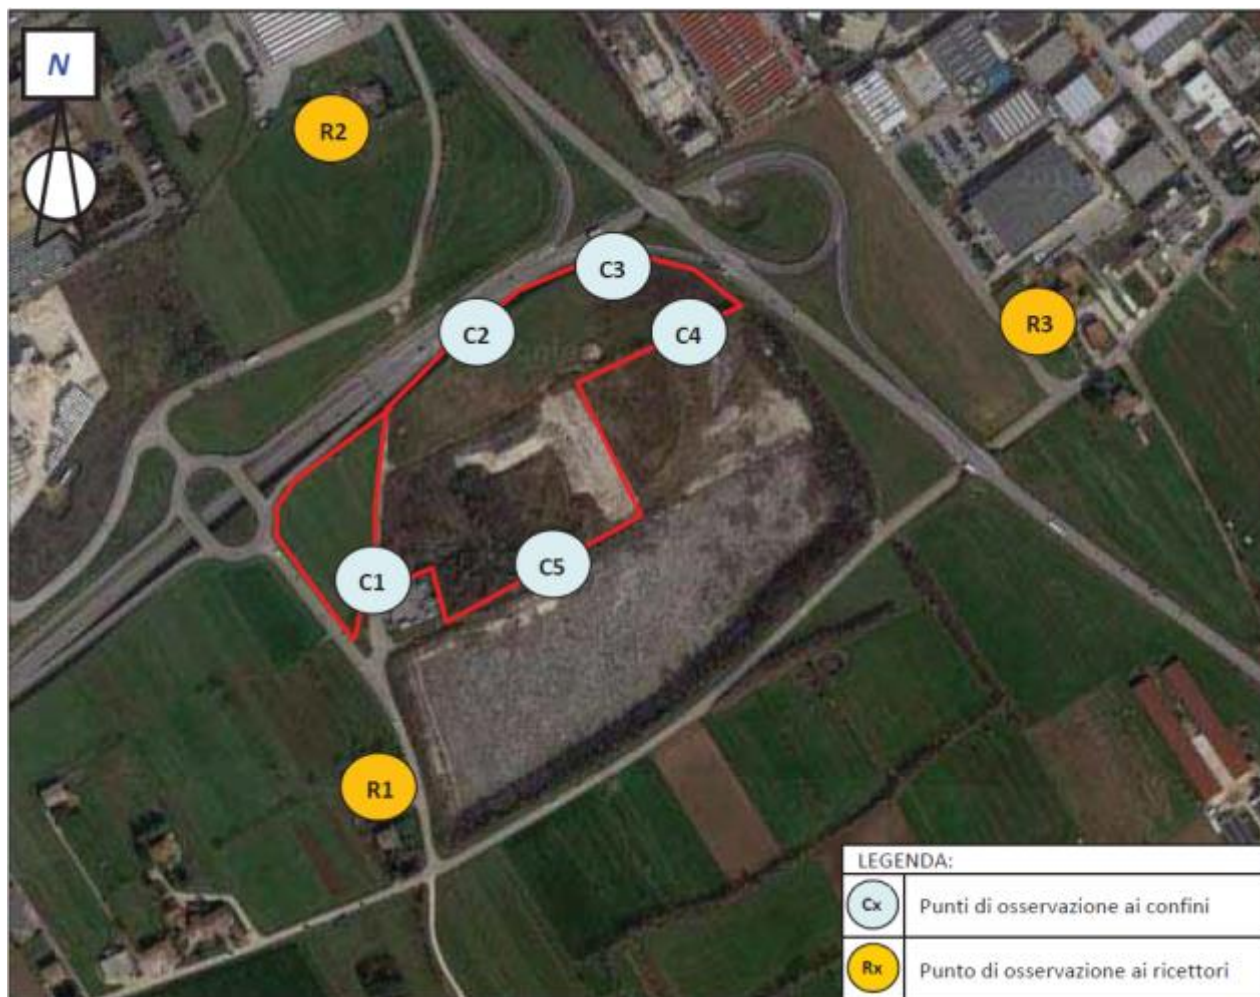 N
R2
C3
C2
C4
R3
C5
C1
R1
LEGENDA:
Cx Punti di osservazione ai confini
Rx Punto di osservazione ai ricettori